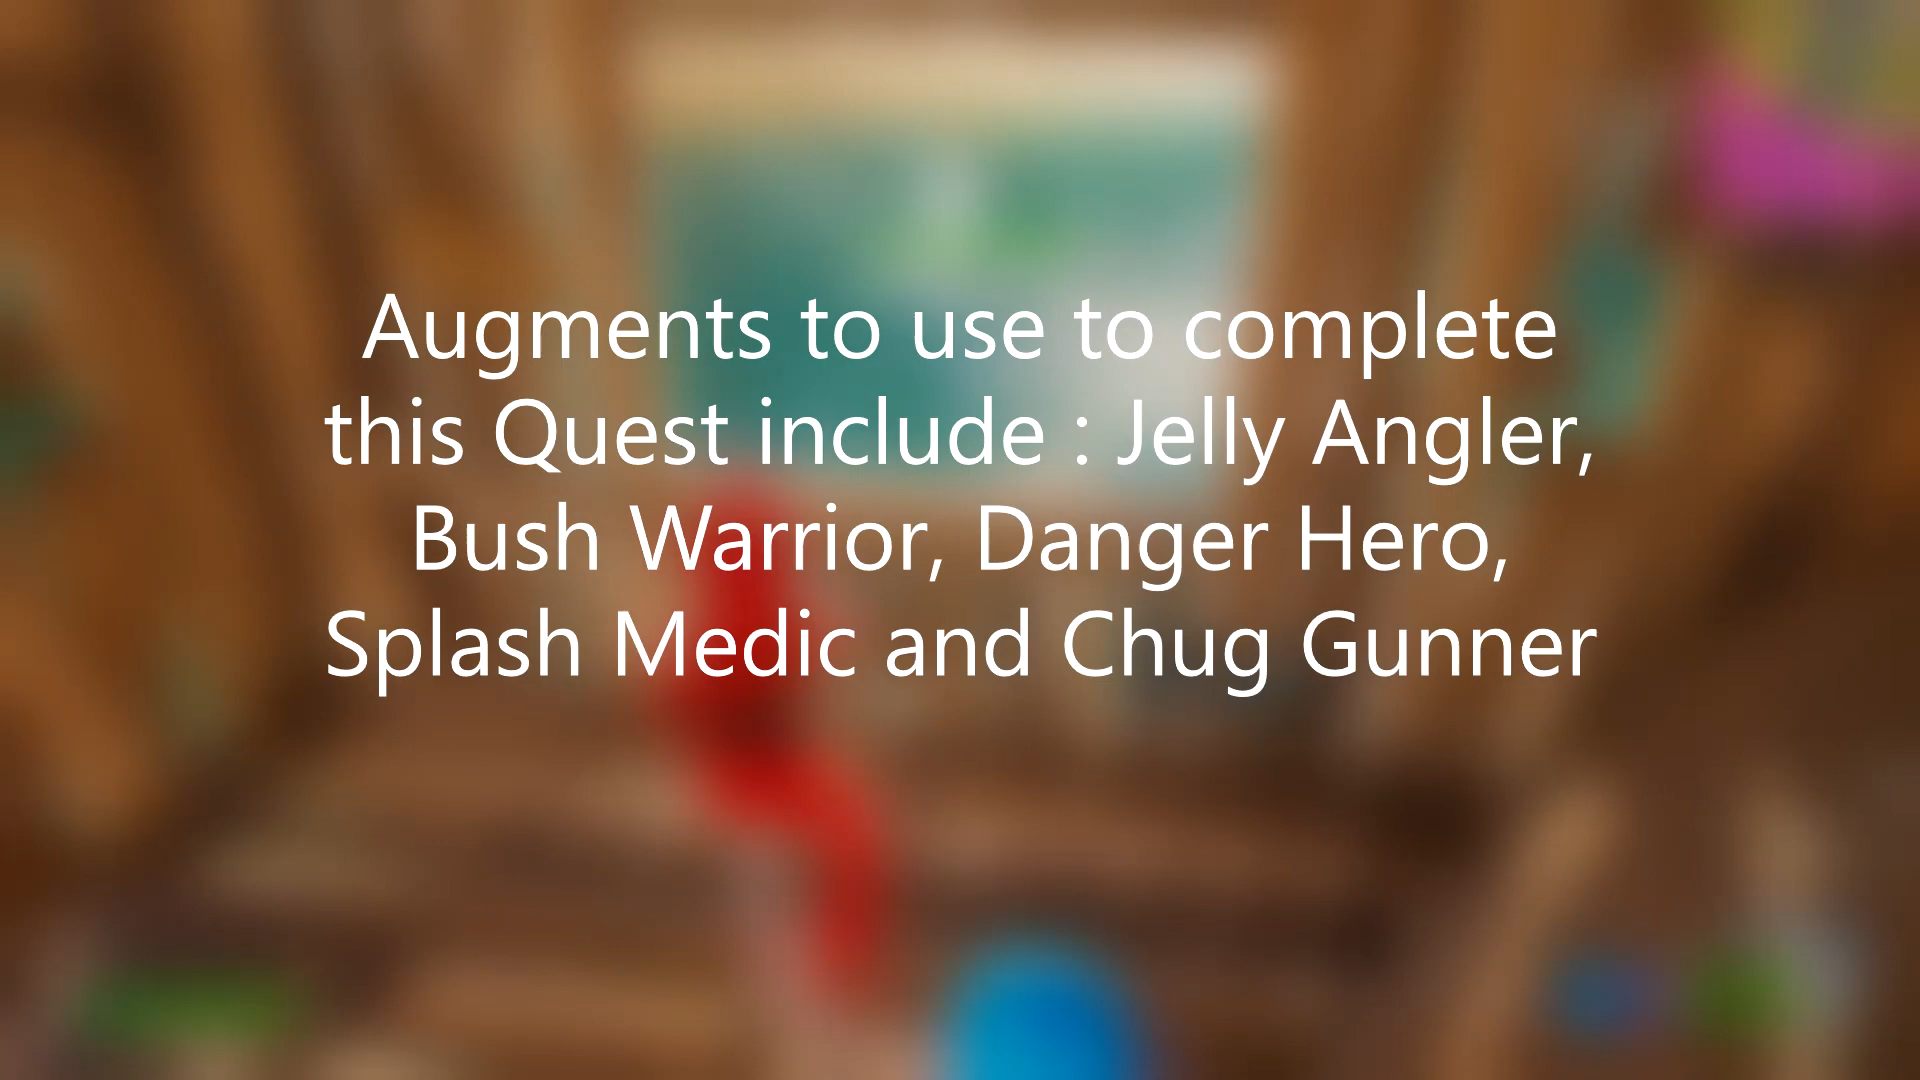 Augments to use to complete
this Quest include : Jelly Angler,
Bush Warrior, Danger Hero,
Splash Medic and Chug Gunner